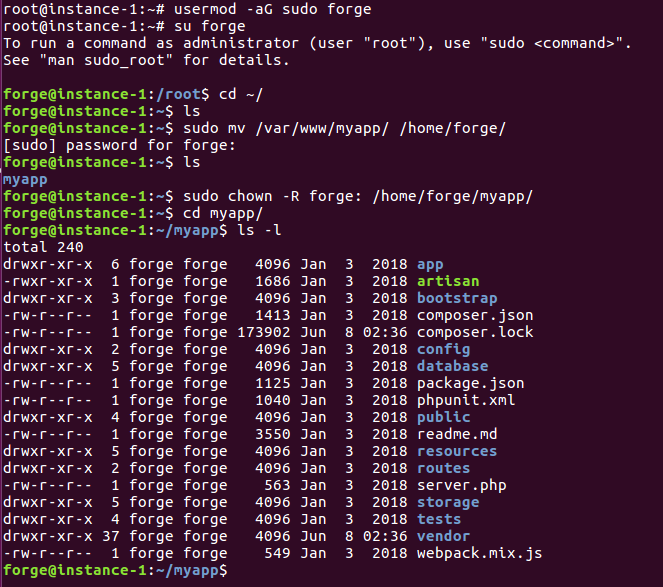 root@instance-1:~# usermod -aG sudo forge
root@instance-1:~# su forge
To run a command as administrator (user "root"), use "sudo <command>".
See "man sudo_root" for details.

forge@instance-1:/root$ cd ~/
forge@instance-1:~$ ls
forge@instance-1:~$ sudo mv /var/www/myapp/ /home/forge/
[sudo] password for forge:
forge@instance-1:~$ ls
myapp
forge@instance-1:~$ sudo chown -R forge: /home/forge/myapp/
forge@instance-1:~$ cd myapp/
forge@instance-1:~/myapp$ ls -l
total 240
drwxr-xr-x  6 forge forge   4096 Jan  3  2018 app
-rwxr-xr-x  1 forge forge   1686 Jan  3  2018 artisan
drwxr-xr-x  3 forge forge   4096 Jan  3  2018 bootstrap
-rw-r--r--  1 forge forge   1413 Jan  3  2018 composer.json
-rw-r--r--  1 forge forge 173902 Jun  8 02:36 composer.lock
drwxr-xr-x  2 forge forge   4096 Jan  3  2018 config
drwxr-xr-x  5 forge forge   4096 Jan  3  2018 database
-rw-r--r--  1 forge forge   1125 Jan  3  2018 package.json
-rw-r--r--  1 forge forge   1040 Jan  3  2018 phpunit.xml
drwxr-xr-x  4 forge forge   4096 Jan  3  2018 public
-rw-r--r--  1 forge forge   3550 Jan  3  2018 readme.md
drwxr-xr-x  5 forge forge   4096 Jan  3  2018 resources
drwxr-xr-x  2 forge forge   4096 Jan  3  2018 routes
-rw-r--r--  1 forge forge    563 Jan  3  2018 server.php
drwxr-xr-x  5 forge forge   4096 Jan  3  2018 storage
drwxr-xr-x  4 forge forge   4096 Jan  3  2018 tests
drwxr-xr-x 37 forge forge   4096 Jun  8 02:36 vendor
-rw-r--r--  1 forge forge    549 Jan  3  2018 webpack.mix.js
forge@instance-1:~/myapp$